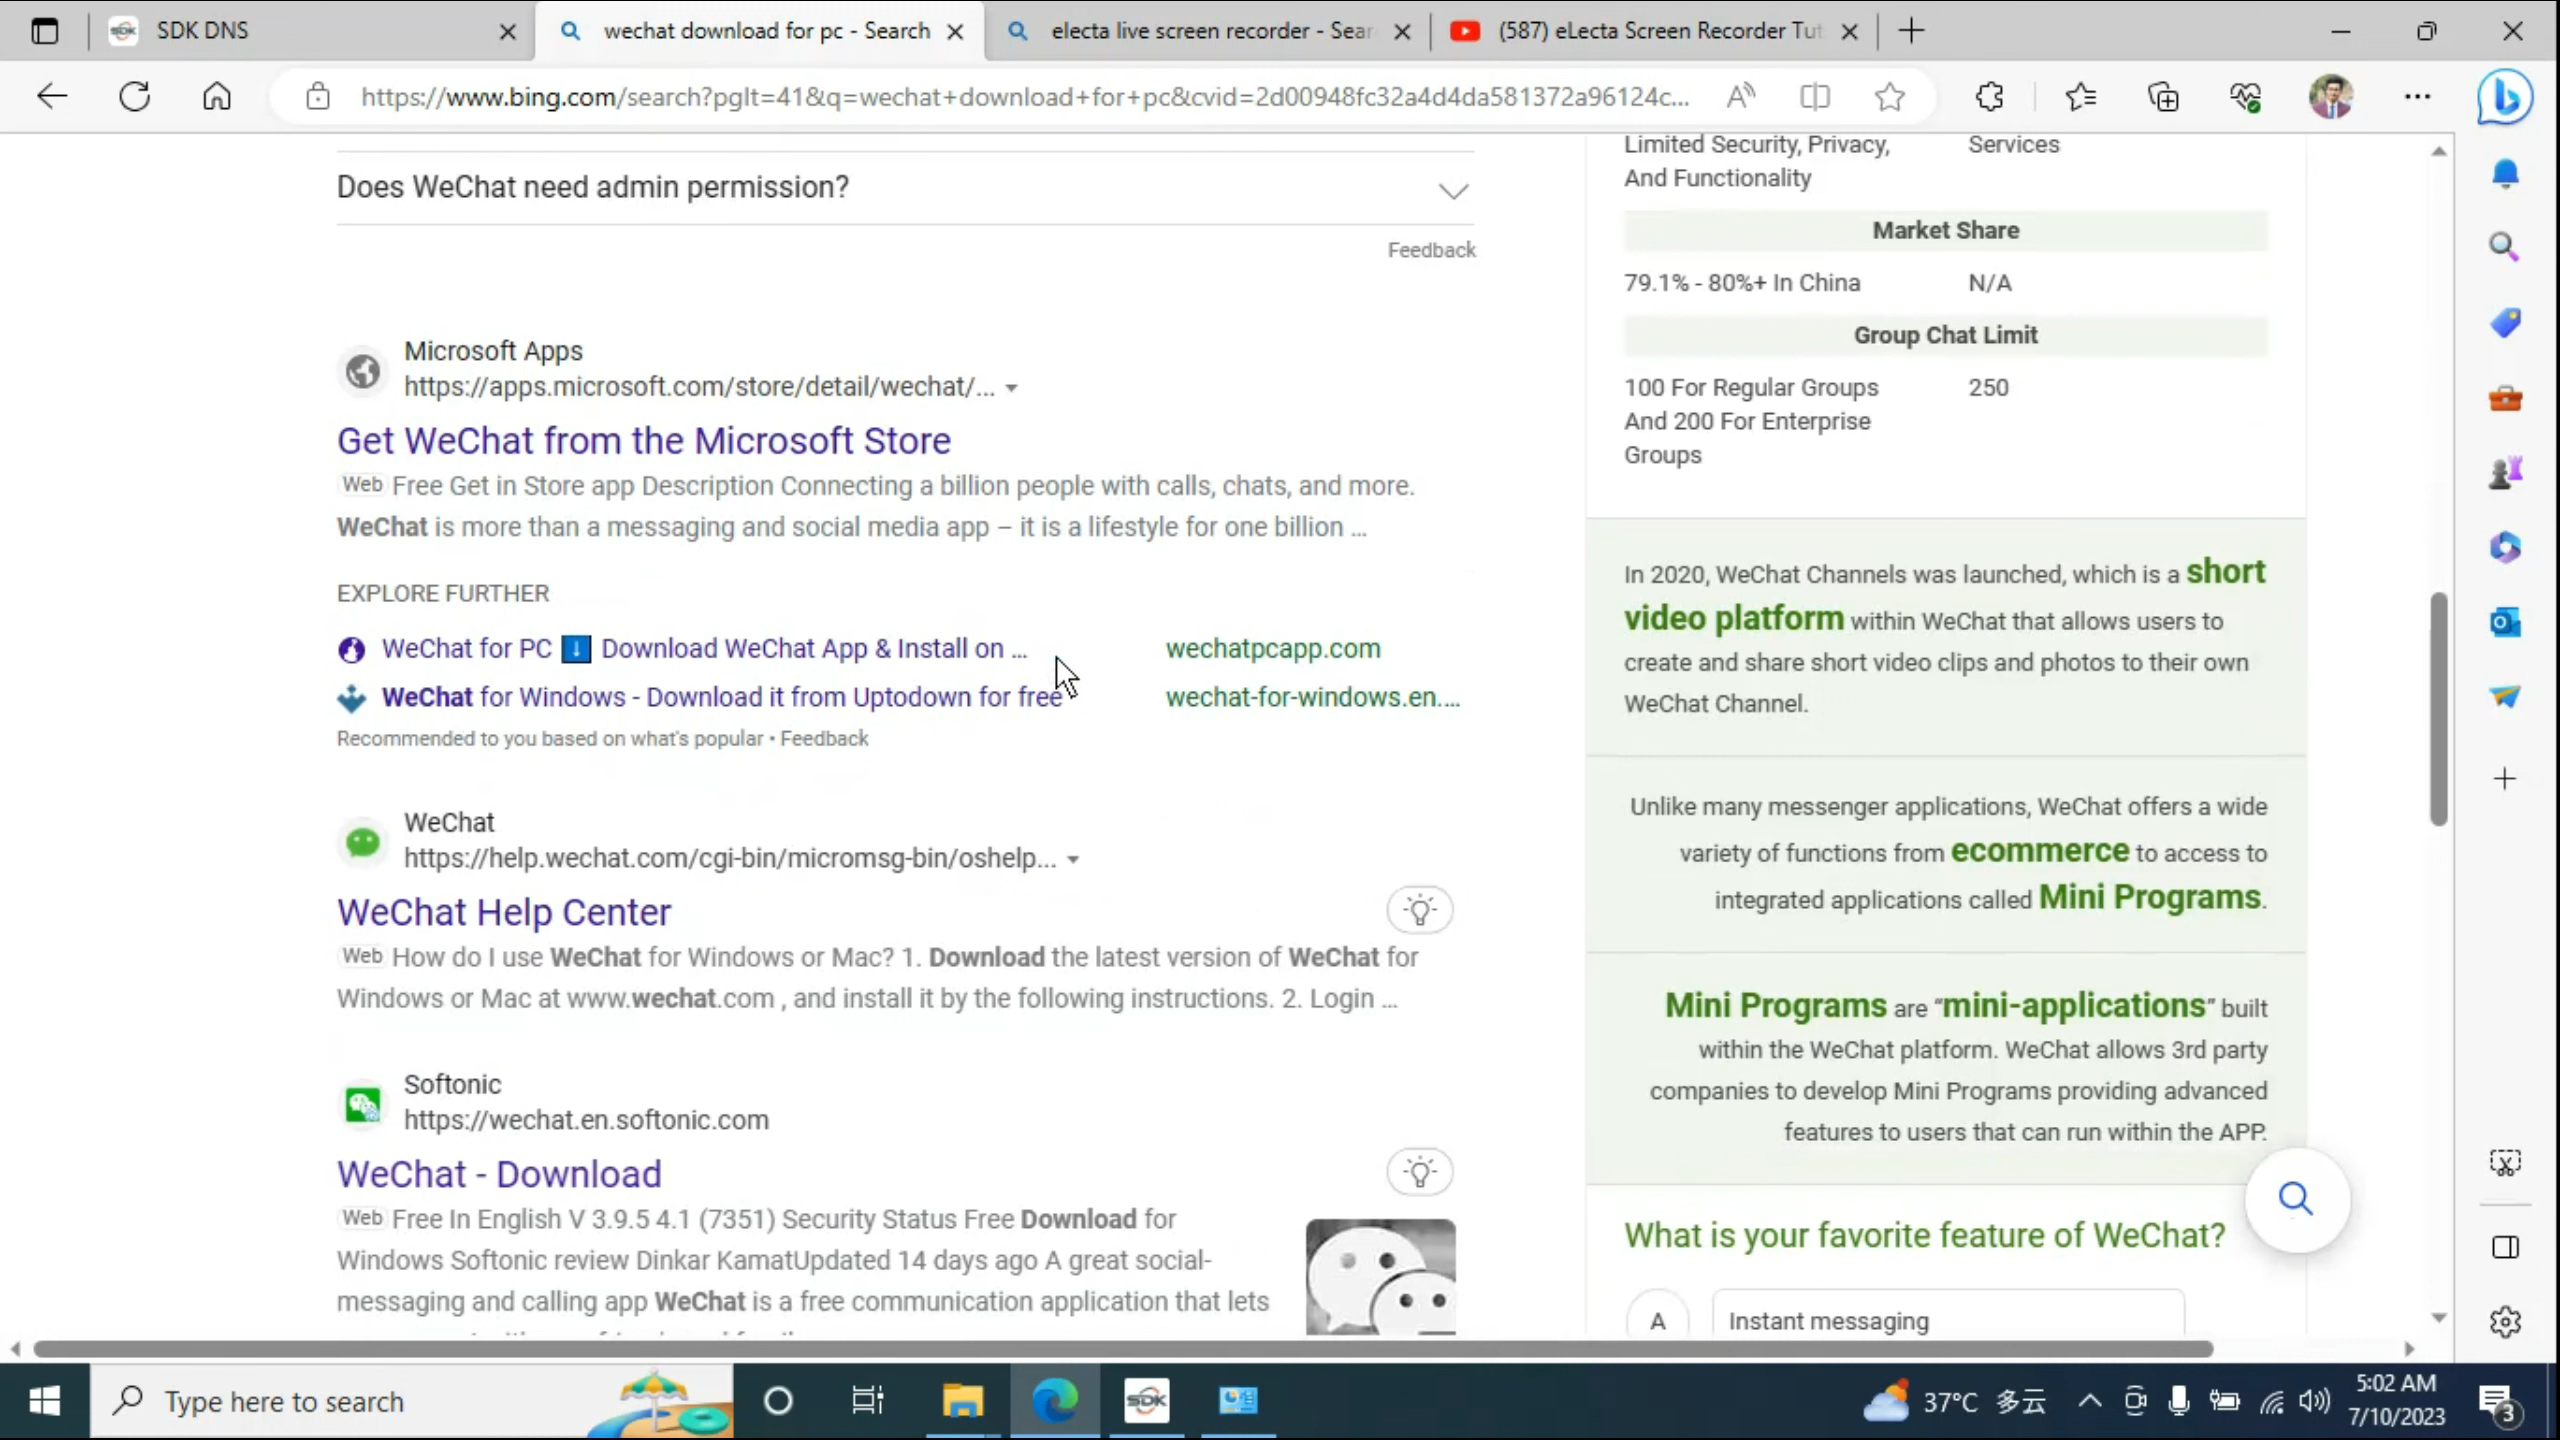 SDK DNS
wechat download for pc - Search
electa live screen recorder - Sear
(587) eLecta Screen Recorder Tut
https://www.bing.com/search?pglt=41&q=wechat+download+for+pc&cvid=2d00948fc32a4d4da581372a96124c...
Does WeChat need admin permission?
Feedback
Microsoft Apps
https://apps.microsoft.com/store/detail/wechat/...
Get WeChat from the Microsoft Store
Web Free Get in Store app Description Connecting a billion people with calls, chats, and more.
WeChat is more than a messaging and social media app – it is a lifestyle for one billion ...
EXPLORE FURTHER
WeChat for PC ↓ Download WeChat App & Install on ... wechatpcapp.com
WeChat for Windows - Download it from Uptodown for free wechat-for-windows.en....
Recommended to you based on what's popular • Feedback
WeChat
https://help.wechat.com/cgi-bin/micromsg-bin/oshelp...
WeChat Help Center
Web How do I use WeChat for Windows or Mac? 1. Download the latest version of WeChat for
Windows or Mac at www.wechat.com , and install it by the following instructions. 2. Login ...
Softonic
https://wechat.en.softonic.com
WeChat - Download
Web Free In English V 3.9.5 4.1 (7351) Security Status Free Download for
Windows Softonic review Dinkar KamatUpdated 14 days ago A great social-
messaging and calling app WeChat is a free communication application that lets
Limited Security, Privacy, Services
And Functionality
Market Share
79.1% - 80%+ In China N/A
Group Chat Limit
100 For Regular Groups 250
And 200 For Enterprise
Groups
In 2020, WeChat Channels was launched, which is a short
video platform within WeChat that allows users to
create and share short video clips and photos to their own
WeChat Channel.
Unlike many messenger applications, WeChat offers a wide
variety of functions from ecommerce to access to
integrated applications called Mini Programs.
Mini Programs are “mini-applications” built
within the WeChat platform. WeChat allows 3rd party
companies to develop Mini Programs providing advanced
features to users that can run within the APP.
What is your favorite feature of WeChat?
A Instant messaging
Type here to search
SDK
37°C 多云
5:02 AM
7/10/2023
3